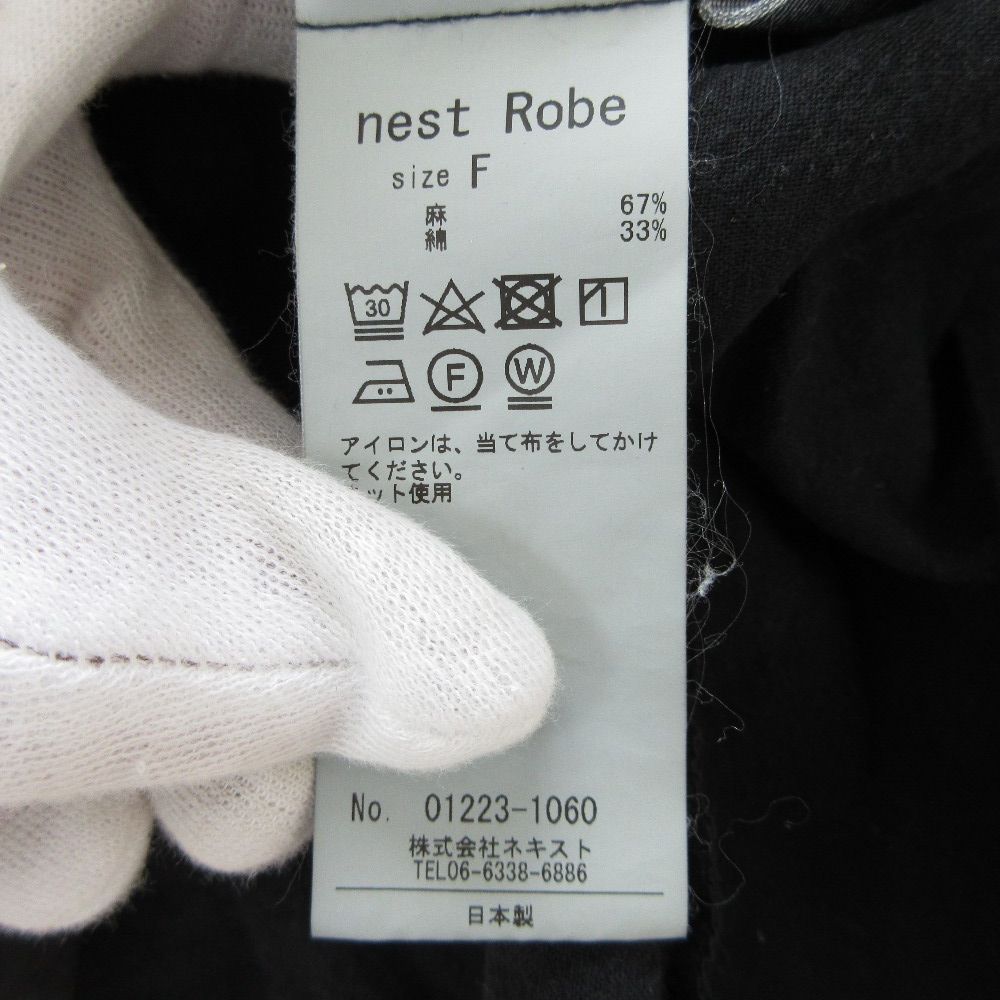 nest Robe
size F
麻 67%
綿 33%
30
F W
アイロンは、当て布をしてかけ
てください。
ット使用
No. 01223-1060
株式会社ネキスト
TEL06-6338-6886
日本製